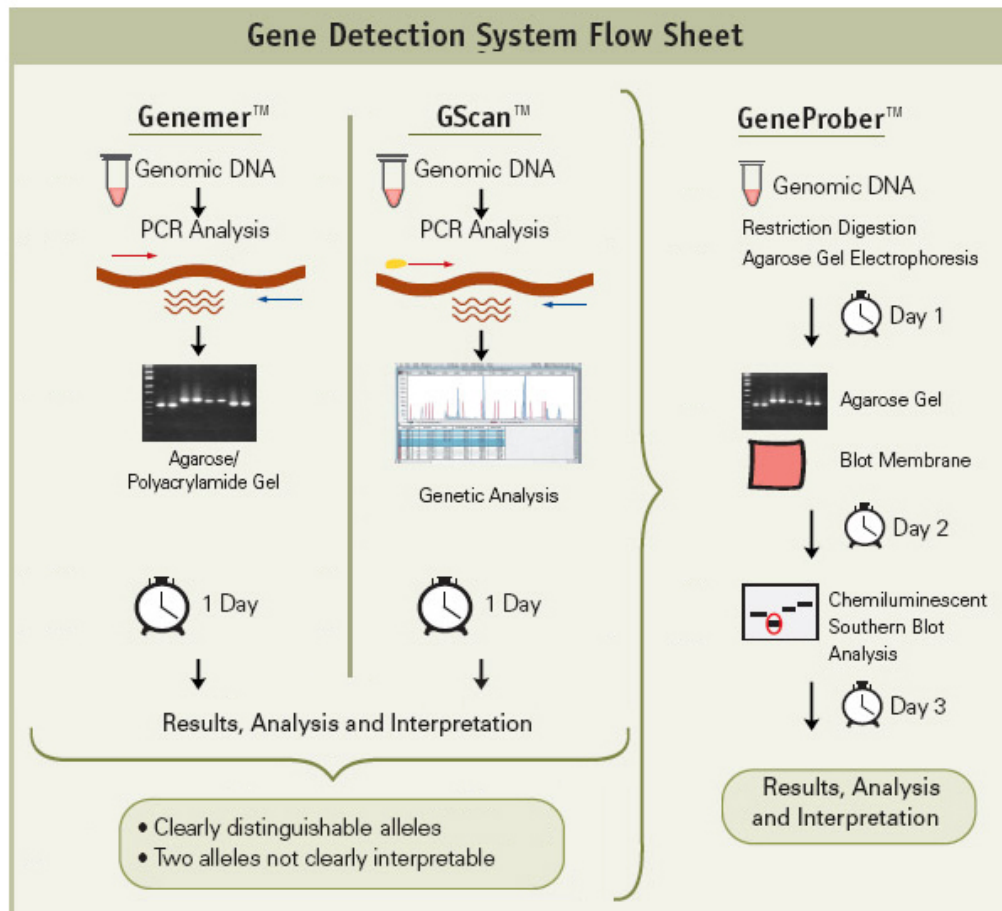 Gene Detection System Flow Sheet
Genemer™
Genomic DNA
PCR Analysis
Agarose/
Polyacrylamide Gel
1 Day
GScan™
Genomic DNA
PCR Analysis
Genetic Analysis
1 Day
Results, Analysis and Interpretation
• Clearly distinguishable alleles
• Two alleles not clearly interpretable
GeneProber™
Genomic DNA
Restriction Digestion
Agarose Gel Electrophoresis
Day 1
Agarose Gel
Blot Membrane
Day 2
Chemiluminescent
Southern Blot
Analysis
Day 3
Results, Analysis
and Interpretation